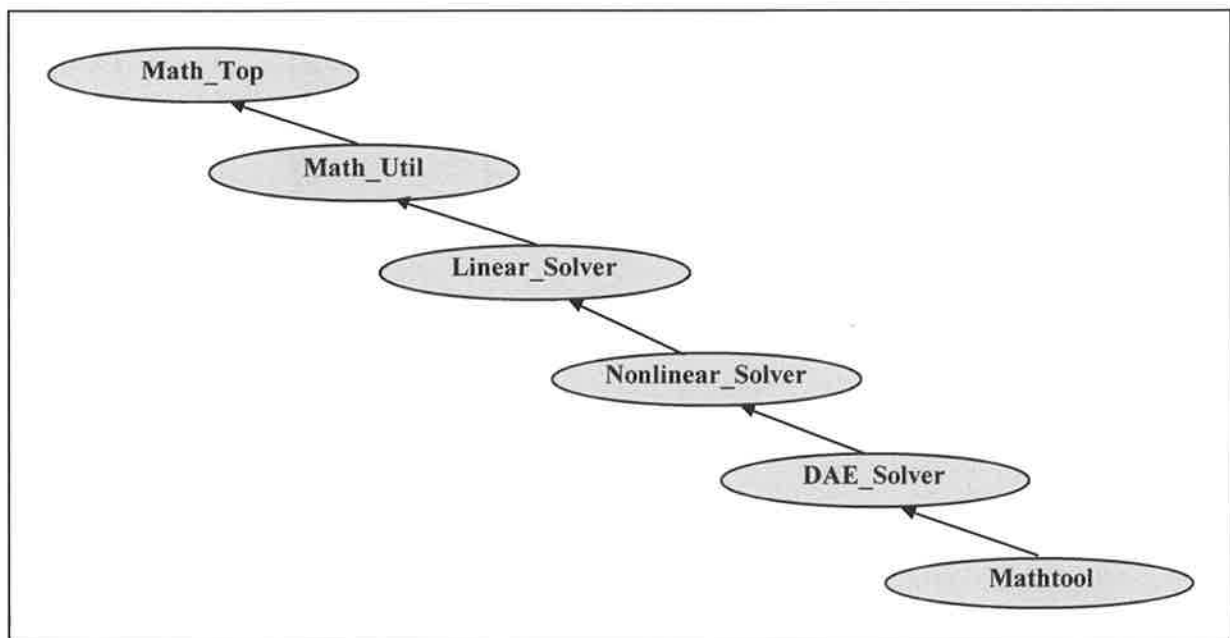 Math_Top
Math_Util
Linear_Solver
Nonlinear_Solver
DAE_Solver
Mathtool